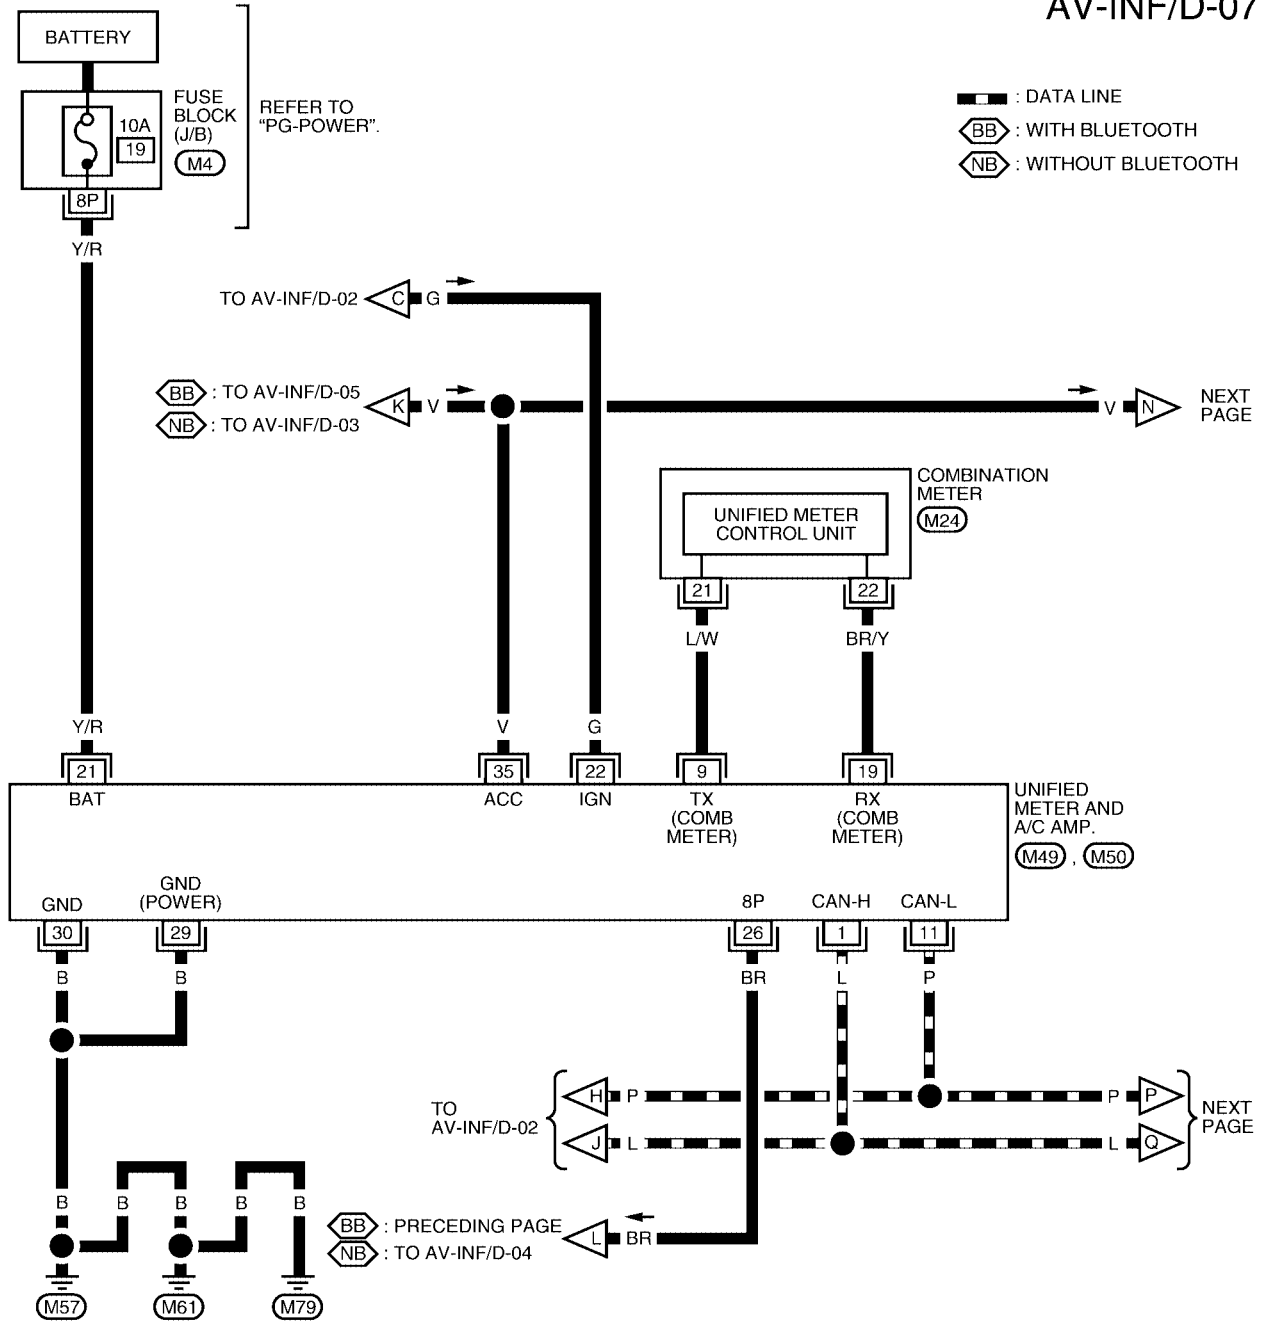 AV-INF/D-07
BATTERY
FUSE
BLOCK
(J/B)
M4
10A
19
8P
REFER TO
"PG-POWER".
: DATA LINE
BB : WITH BLUETOOTH
NB : WITHOUT BLUETOOTH
Y/R
TO AV-INF/D-02 C G
BB : TO AV-INF/D-05
NB : TO AV-INF/D-03
K V
V N
NEXT
PAGE
COMBINATION
METER
M24
UNIFIED METER
CONTROL UNIT
21 22
L/W BR/Y
Y/R V G
21 35 22 9 19
BAT ACC IGN
TX
(COMB
METER)
RX
(COMB
METER)
UNIFIED
METER AND
A/C AMP.
M49 , M50
GND
GND
(POWER)
8P CAN-H CAN-L
30 29 26 1 11
B B BR L P
TO
AV-INF/D-02
H P P P
J L L Q
NEXT
PAGE
B B B B B
BB : PRECEDING PAGE
NB : TO AV-INF/D-04
L BR
M57 M61 M79